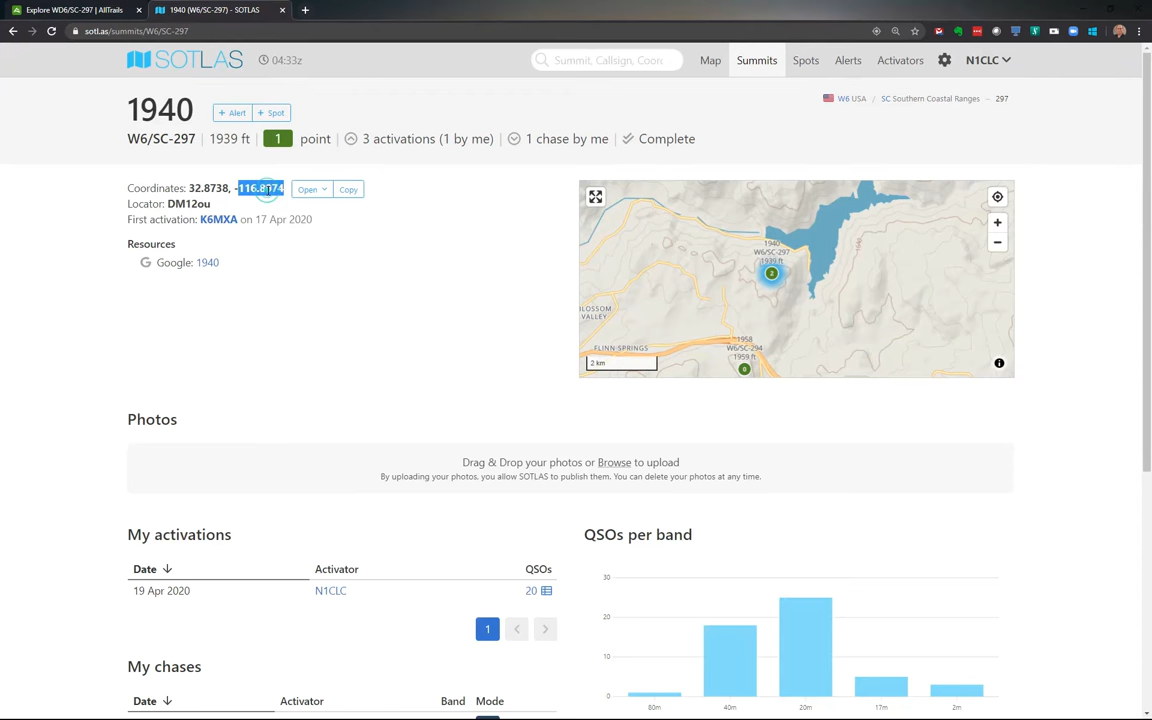 Explore WD6/SC-297 | AllTrails
1940 (W6/SC-297) - SOTLAS
sotl.as/summits/W6/SC-297
SOTLAS
04:33z
Summit, Callsign, Coorc
Map
Summits
Spots
Alerts
Activators
N1CLC
1940
+ Alert
+ Spot
W6 USA / SC Southern Coastal Ranges - 297
W6/SC-297 1939 ft 1 point 3 activations (1 by me) 1 chase by me Complete
Coordinates: 32.8738, -
Open
Copy
Locator: DM12ou
First activation: K6MXA on 17 Apr 2020
Resources
Google: 1940
1940
W6/SC-297
1939 ft
2
BLOSSOM
VALLEY
FLINN SPRINGS
1958
W6/SC-294
1959 ft
2 km
Photos
Drag & Drop your photos or Browse to upload
By uploading your photos, you allow SOTLAS to publish them. You can delete your photos at any time.
My activations
Date
Activator
QSOs
19 Apr 2020
N1CLC
20
1
My chases
Date
Activator
Band
Mode
QSOs per band
30
20
10
0
80m
40m
20m
17m
2m